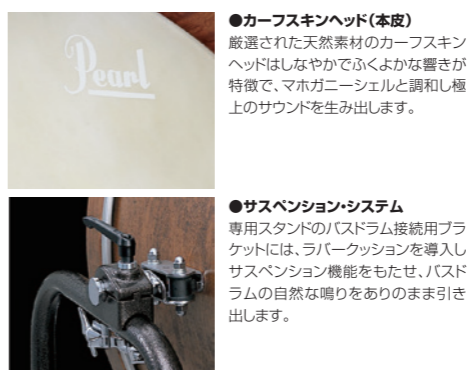 Pearl
●カーフスキンヘッド（本皮）
厳選された天然素材のカーフスキン
ヘッドはしなやかでふくよかな響きが
特徴で、マホガニーシェルと調和し極
上のサウンドを生み出します。
●サスペンション・システム
専用スタンドのバスドラム接続用ブラ
ケットには、ラバークッションを導入し
サスペンション機能をもたせ、バスド
ラムの自然な鳴りをありのまま引き
出します。